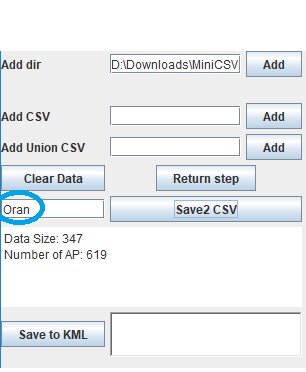 Add dir D:\Downloads\MiniCSV Add
Add CSV Add
Add Union CSV Add
Clear Data Return step
Oran Save2 CSV
Data Size: 347
Number of AP: 619
Save to KML